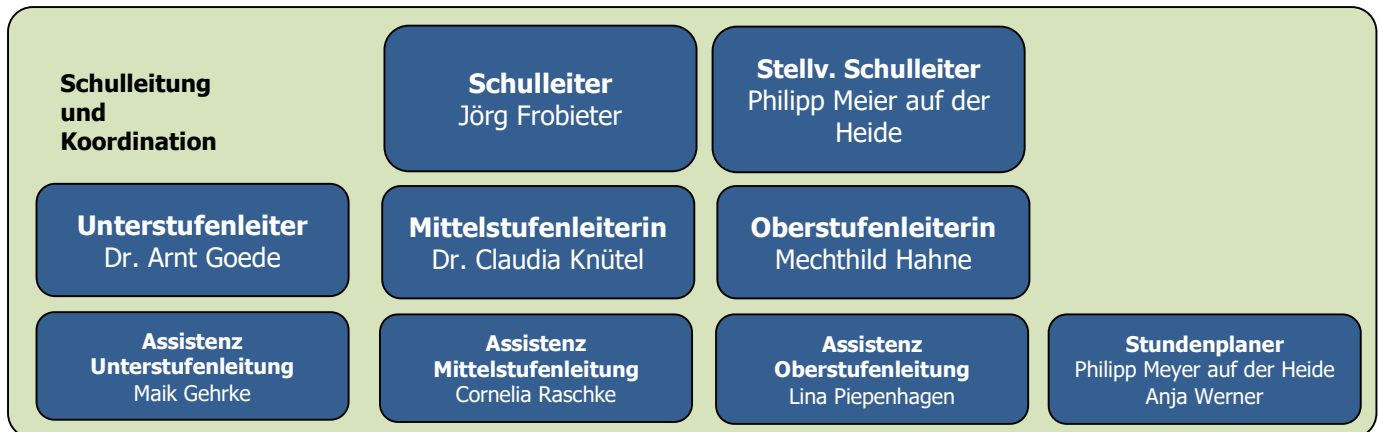 Schulleitung
und
Koordination
Schulleiter
Jörg Frobieter
Stellv. Schulleiter
Philipp Meier auf der
Heide
Unterstufenleiter
Dr. Arnt Goede
Mittelstufenleiterin
Dr. Claudia Knütel
Oberstufenleiterin
Mechthild Hahne
Assistenz
Unterstufenleitung
Maik Gehrke
Assistenz
Mittelstufenleitung
Cornelia Raschke
Assistenz
Oberstufenleitung
Lina Piepenhagen
Stundenplaner
Philipp Meyer auf der Heide
Anja Werner